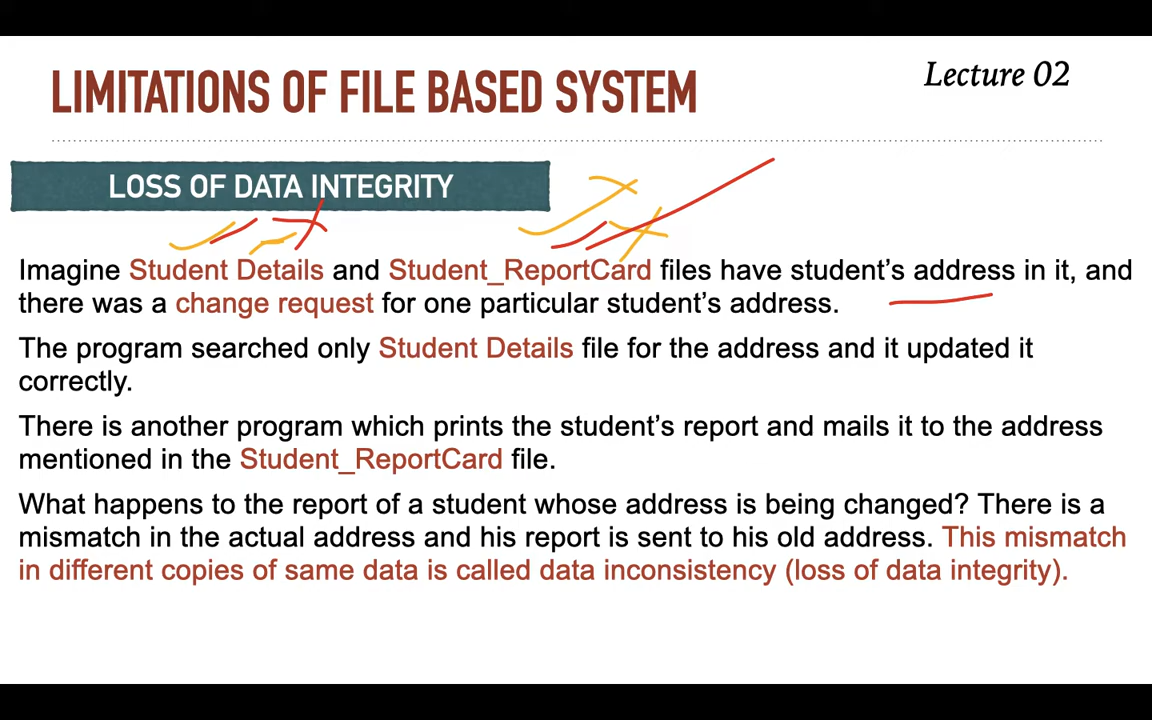 LIMITATIONS OF FILE BASED SYSTEM
Lecture 02
LOSS OF DATA INTEGRITY
Imagine Student Details and Student_ReportCard files have student's address in it, and
there was a change request for one particular student's address.
The program searched only Student Details file for the address and it updated it
correctly.
There is another program which prints the student's report and mails it to the address
mentioned in the Student_ReportCard file.
What happens to the report of a student whose address is being changed? There is a
mismatch in the actual address and his report is sent to his old address. This mismatch
in different copies of same data is called data inconsistency (loss of data integrity).